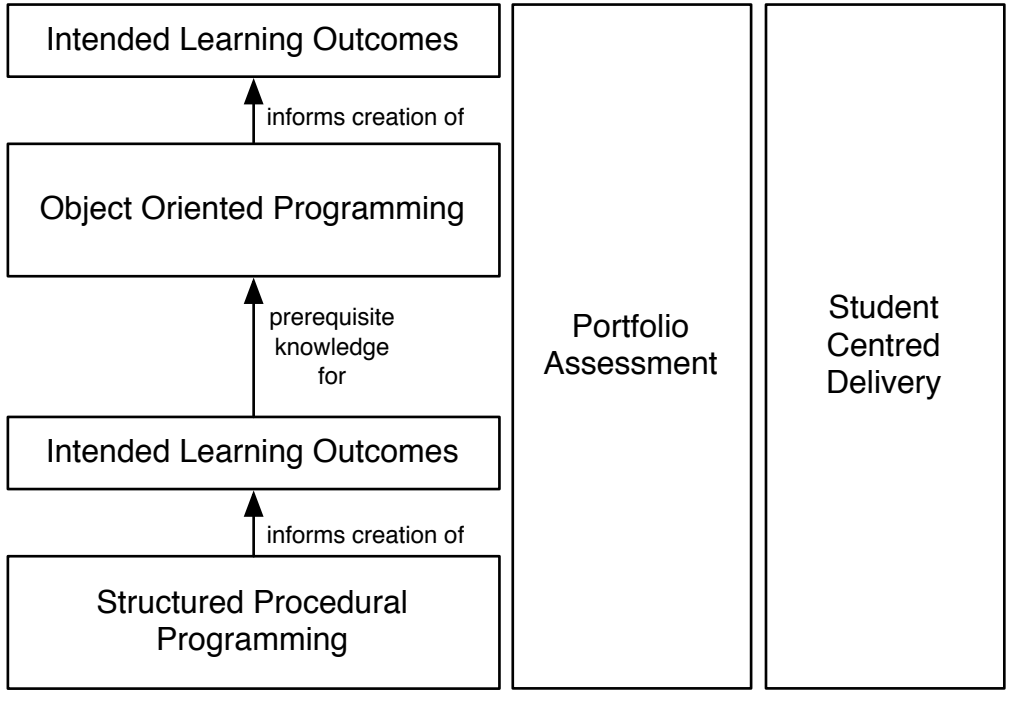 Intended Learning Outcomes
informs creation of
Object Oriented Programming
prerequisite
knowledge
for
Intended Learning Outcomes
informs creation of
Structured Procedural
Programming
Portfolio
Assessment
Student
Centred
Delivery